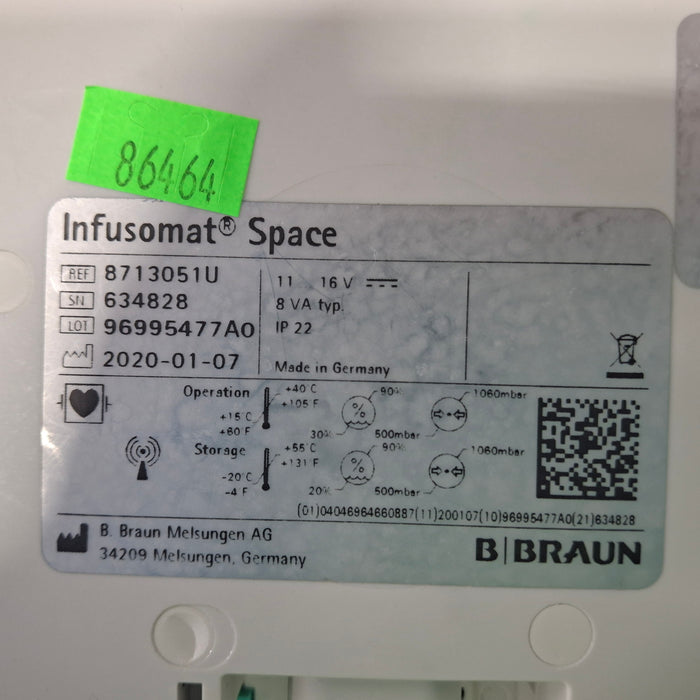 86464
Infusomat® Space
REF 8713051U
SN 634828
LOT 96995477A0
2020-01-07
11 16 V
8 VA typ.
IP 22
Made in Germany
Operation
+40°C
+105 F
+15 C
+60 F
%
90%
30%
1060mbar
500mbar
Storage
+55°C
+131 F
-20°C
-4 F
%
90%
20%
1060mbar
500mbar
(01)04046964660887(11)200107(10)96995477A0(21)634828
B. Braun Melsungen AG
34209 Melsungen, Germany
B|BRAUN